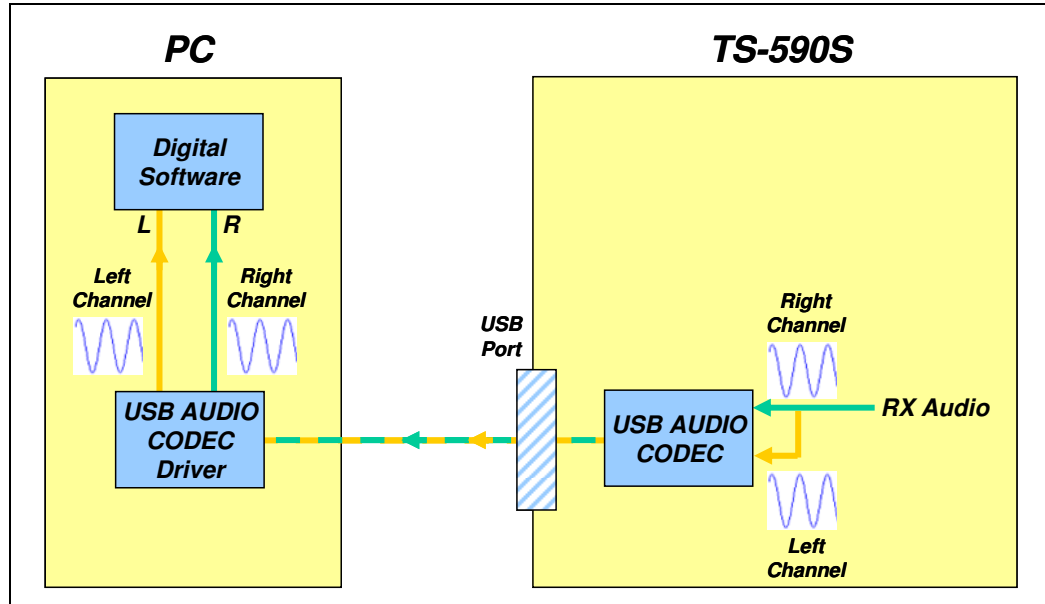 PC
TS-590S
Digital
Software
L
R
Left
Channel
Right
Channel
USB AUDIO
CODEC
Driver
USB
Port
USB AUDIO
CODEC
Right
Channel
RX Audio
Left
Channel